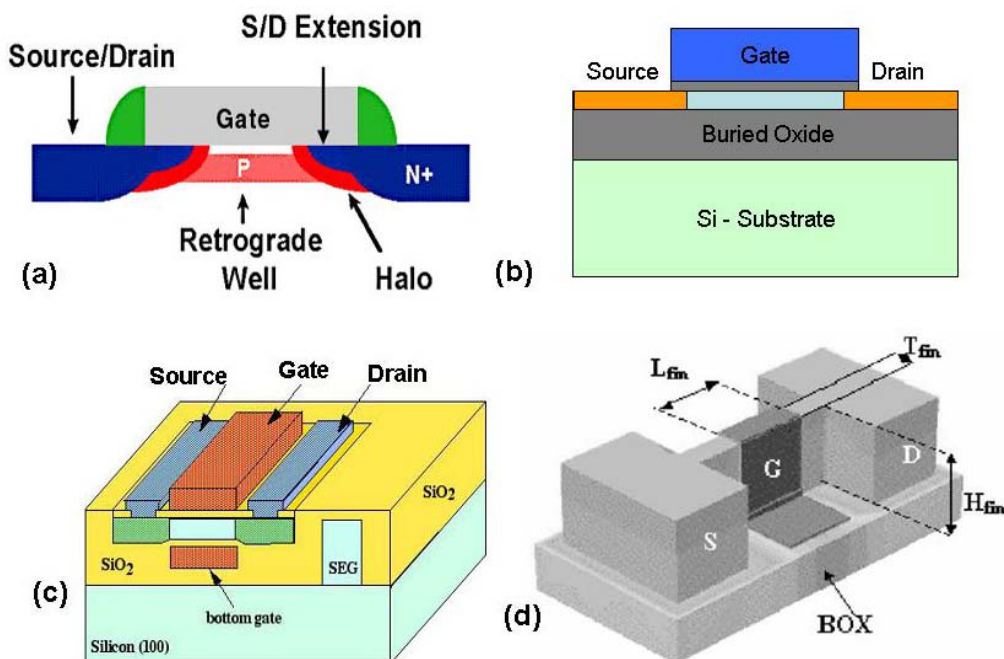 S/D Extension
Source/Drain
Gate
P
N+
Retrograde
Well
Halo
(a)
Gate
Source
Drain
Buried Oxide
Si - Substrate
(b)
Source
Gate
Drain
SiO2
SiO2
SEG
bottom gate
Silicon (100)
(c)
Tfin
Lfin
G
D
Hfin
S
BOX
(d)